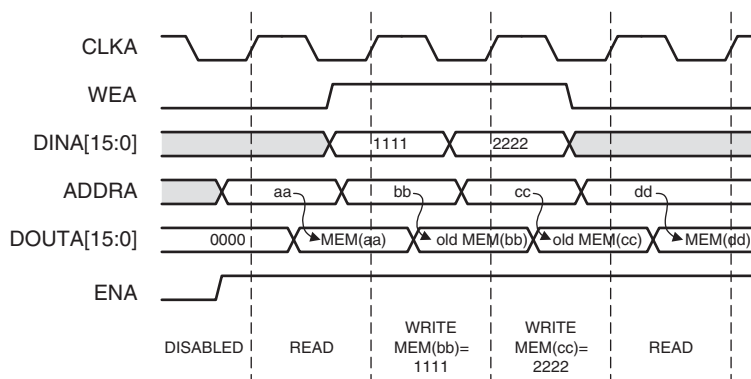 CLKA
WEA
DINA[15:0] 1111 2222
ADDRA aa bb cc dd
DOUTA[15:0] 0000 MEM(aa) old MEM(bb) old MEM(cc) MEM(dd)
ENA
DISABLED READ WRITE MEM(bb)= 1111 WRITE MEM(cc)= 2222 READ